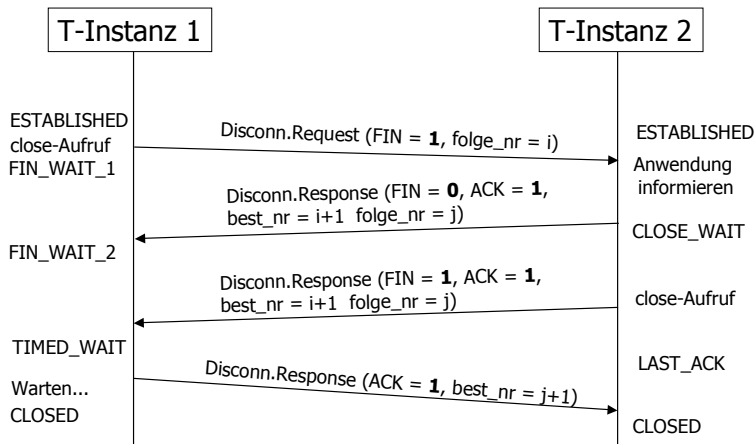 T-Instanz 1
T-Instanz 2
ESTABLISHED
close-Aufruf
FIN_WAIT_1
Disconn.Request (FIN = 1, folge_nr = i)
ESTABLISHED
Anwendung
informieren
Disconn.Response (FIN = 0, ACK = 1,
best_nr = i+1 folge_nr = j)
CLOSE_WAIT
FIN_WAIT_2
Disconn.Response (FIN = 1, ACK = 1,
best_nr = i+1 folge_nr = j)
close-Aufruf
TIMED_WAIT
Disconn.Response (ACK = 1, best_nr = j+1)
LAST_ACK
Warten...
CLOSED
CLOSED